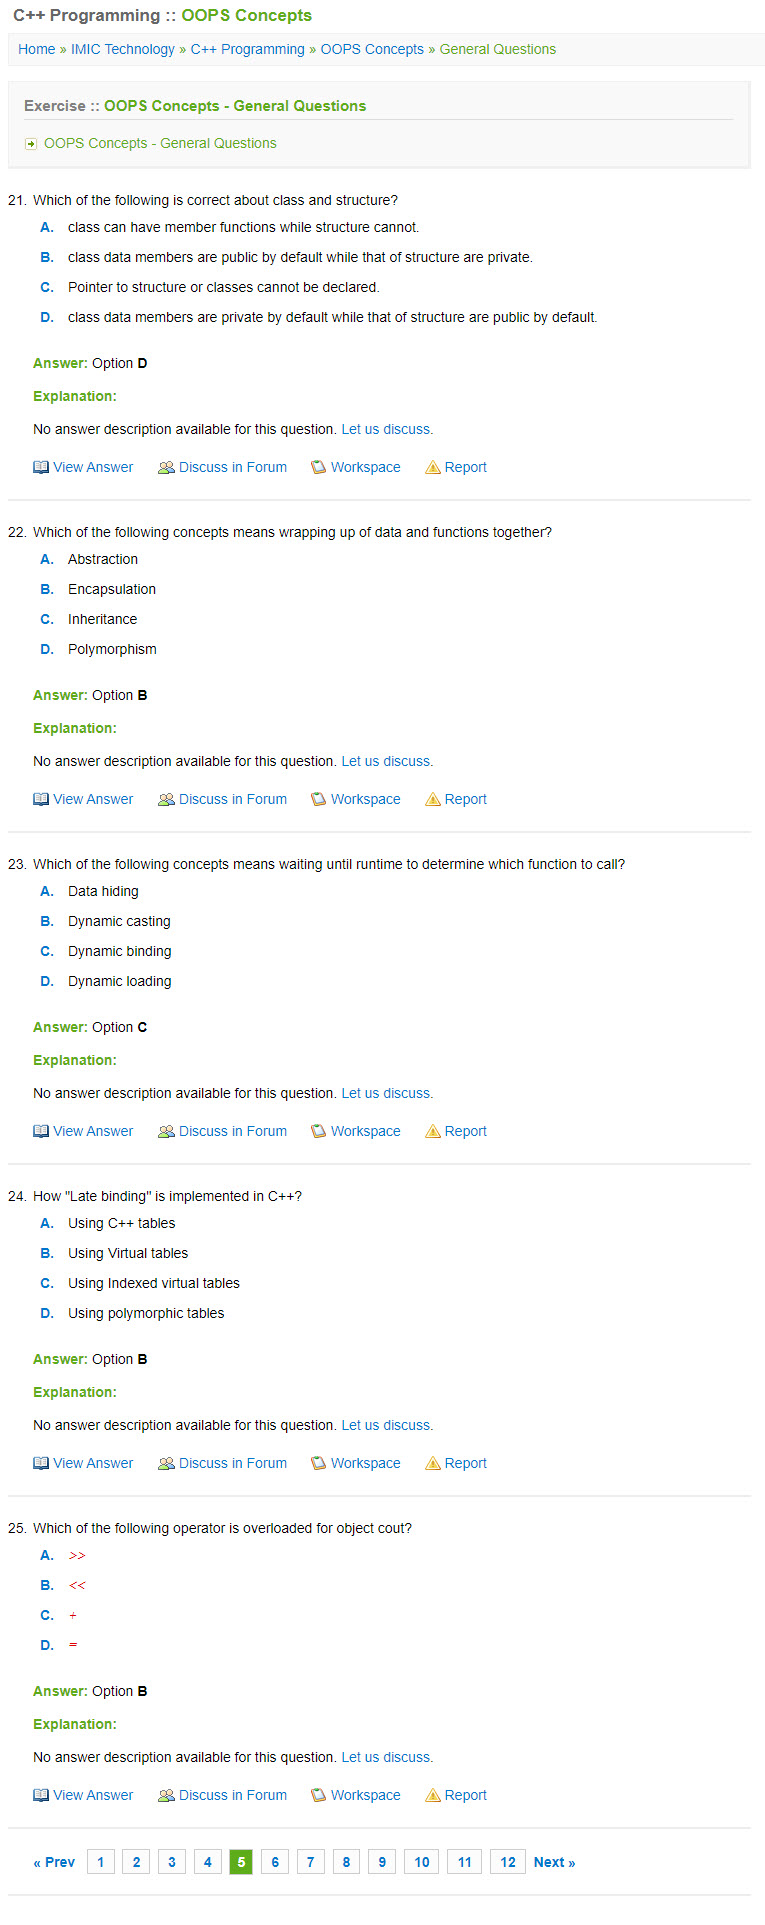 C++ Programming :: OOPS Concepts
Home » IMIC Technology » C++ Programming » OOPS Concepts » General Questions
Exercise :: OOPS Concepts - General Questions
OOPS Concepts - General Questions
21. Which of the following is correct about class and structure?
A. class can have member functions while structure cannot.
B. class data members are public by default while that of structure are private.
C. Pointer to structure or classes cannot be declared.
D. class data members are private by default while that of structure are public by default.
Answer: Option D
Explanation:
No answer description available for this question. Let us discuss.
View Answer Discuss in Forum Workspace Report
22. Which of the following concepts means wrapping up of data and functions together?
A. Abstraction
B. Encapsulation
C. Inheritance
D. Polymorphism
Answer: Option B
Explanation:
No answer description available for this question. Let us discuss.
View Answer Discuss in Forum Workspace Report
23. Which of the following concepts means waiting until runtime to determine which function to call?
A. Data hiding
B. Dynamic casting
C. Dynamic binding
D. Dynamic loading
Answer: Option C
Explanation:
No answer description available for this question. Let us discuss.
View Answer Discuss in Forum Workspace Report
24. How "Late binding" is implemented in C++?
A. Using C++ tables
B. Using Virtual tables
C. Using Indexed virtual tables
D. Using polymorphic tables
Answer: Option B
Explanation:
No answer description available for this question. Let us discuss.
View Answer Discuss in Forum Workspace Report
25. Which of the following operator is overloaded for object cout?
A. >>
B. <<
C. +
D. =
Answer: Option B
Explanation:
No answer description available for this question. Let us discuss.
View Answer Discuss in Forum Workspace Report
« Prev 1 2 3 4 5 6 7 8 9 10 11 12 Next »